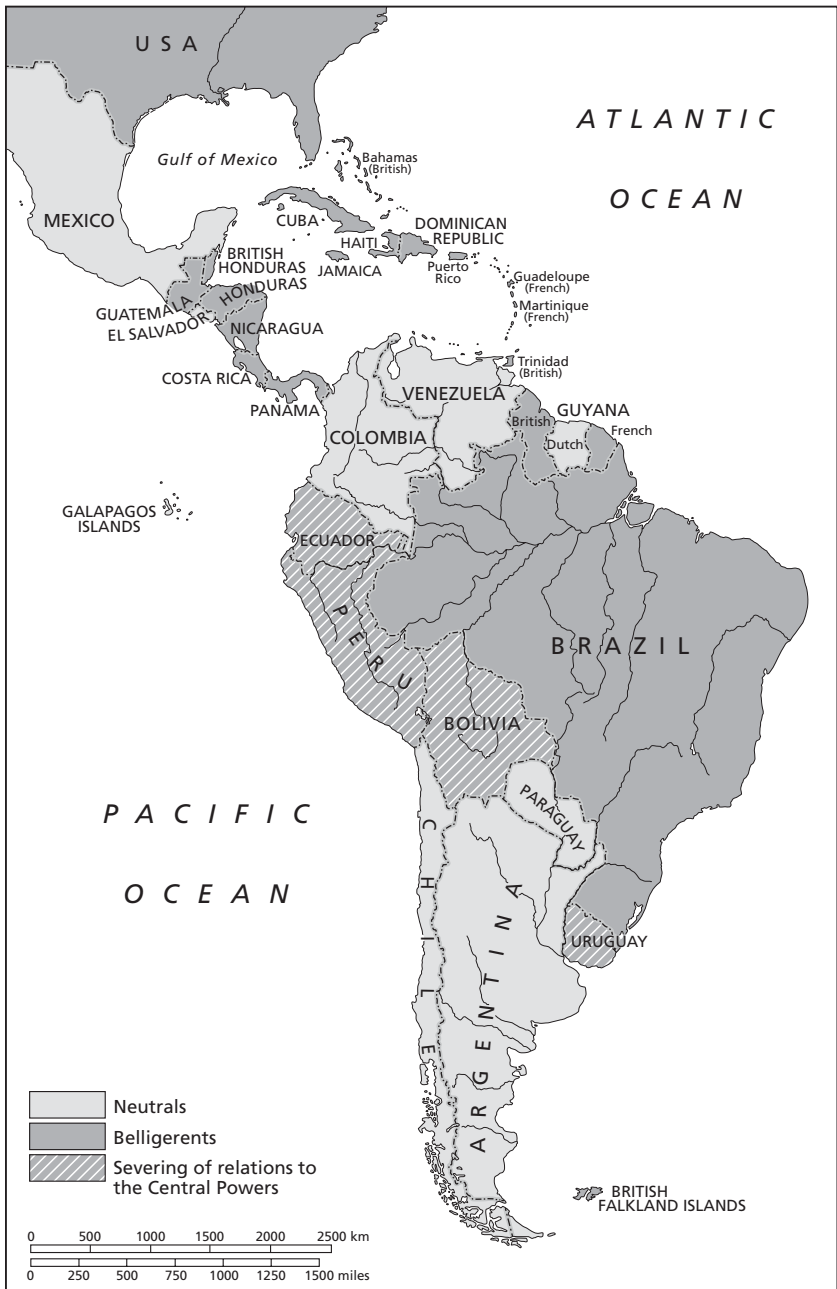 USA
ATLANTIC
OCEAN
Gulf of Mexico
Bahamas
(British)
MEXICO
CUBA
HAITI
DOMINICAN
REPUBLIC
JAMAICA
Puerto
Rico
BRITISH
HONDURAS
HONDURAS
Guadeloupe
(French)
Martinique
(French)
GUATEMALA
EL SALVADOR
NICARAGUA
COSTA RICA
PANAMA
Trinidad
(British)
VENEZUELA
GUYANA
British
Dutch
French
COLOMBIA
GALAPAGOS
ISLANDS
ECUADOR
PERU
BRAZIL
BOLIVIA
PARAGUAY
PACIFIC
OCEAN
CHILE
ARGENTINA
URUGUAY
Neutrals
Belligerents
Severing of relations to
the Central Powers
BRITISH
FALKLAND ISLANDS
0 500 1000 1500 2000 2500 km
0 250 500 750 1000 1250 1500 miles